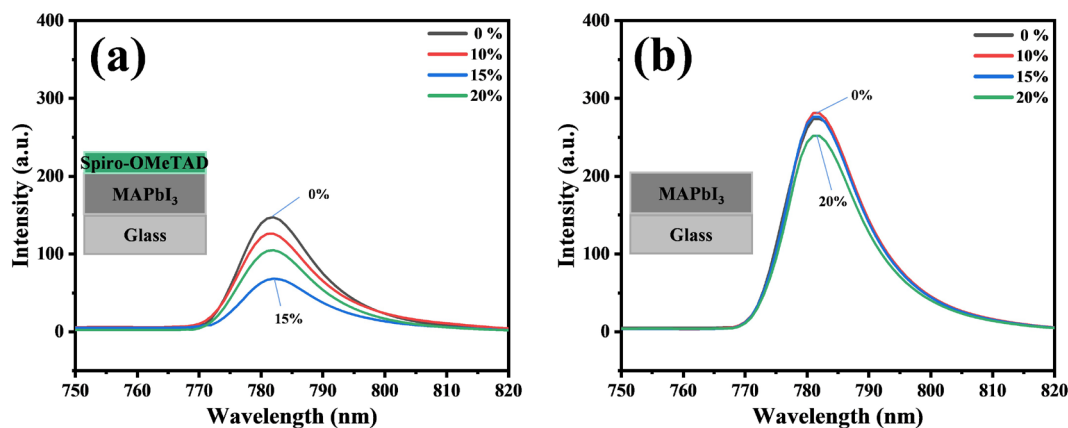 (a)
0 %
10%
15%
20%
400
300
200
100
0
Intensity (a.u.)
Spiro-OMeTAD
MAPbI₃
Glass
0%
15%
750 760 770 780 790 800 810 820
Wavelength (nm)
(b)
0 %
10%
15%
20%
400
300
200
100
0
Intensity (a.u.)
MAPbI₃
Glass
0%
20%
750 760 770 780 790 800 810 820
Wavelength (nm)